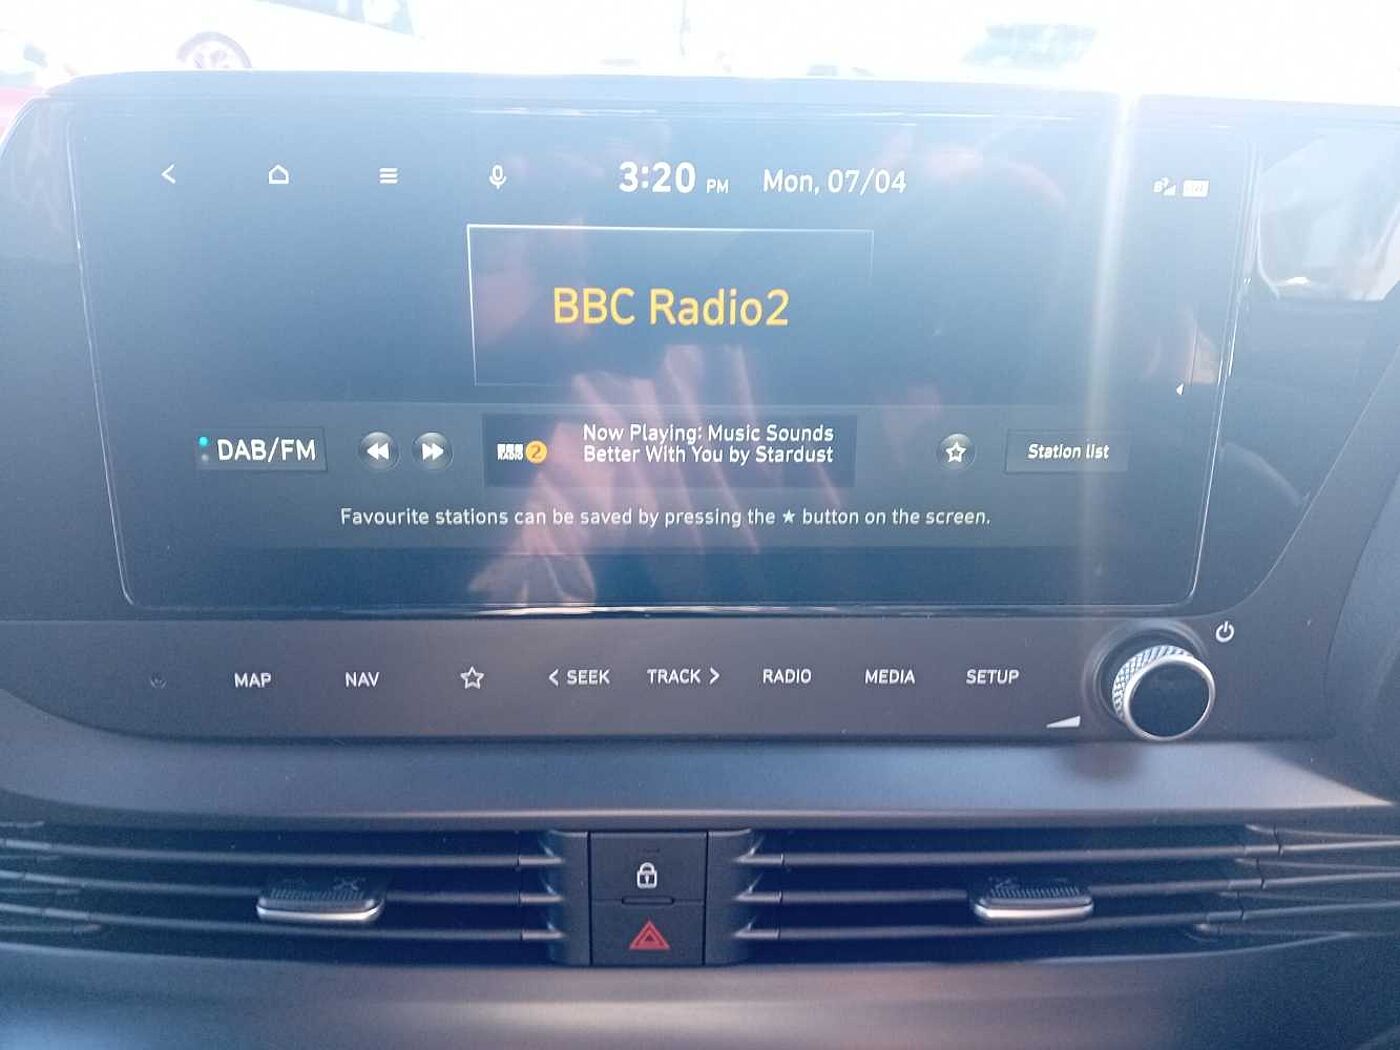 3:20 PM Mon, 07/04
BBC Radio2
DAB/FM
2
Now Playing: Music Sounds
Better With You by Stardust
Station list
Favourite stations can be saved by pressing the ★ button on the screen.
MAP NAV < SEEK TRACK > RADIO MEDIA SETUP